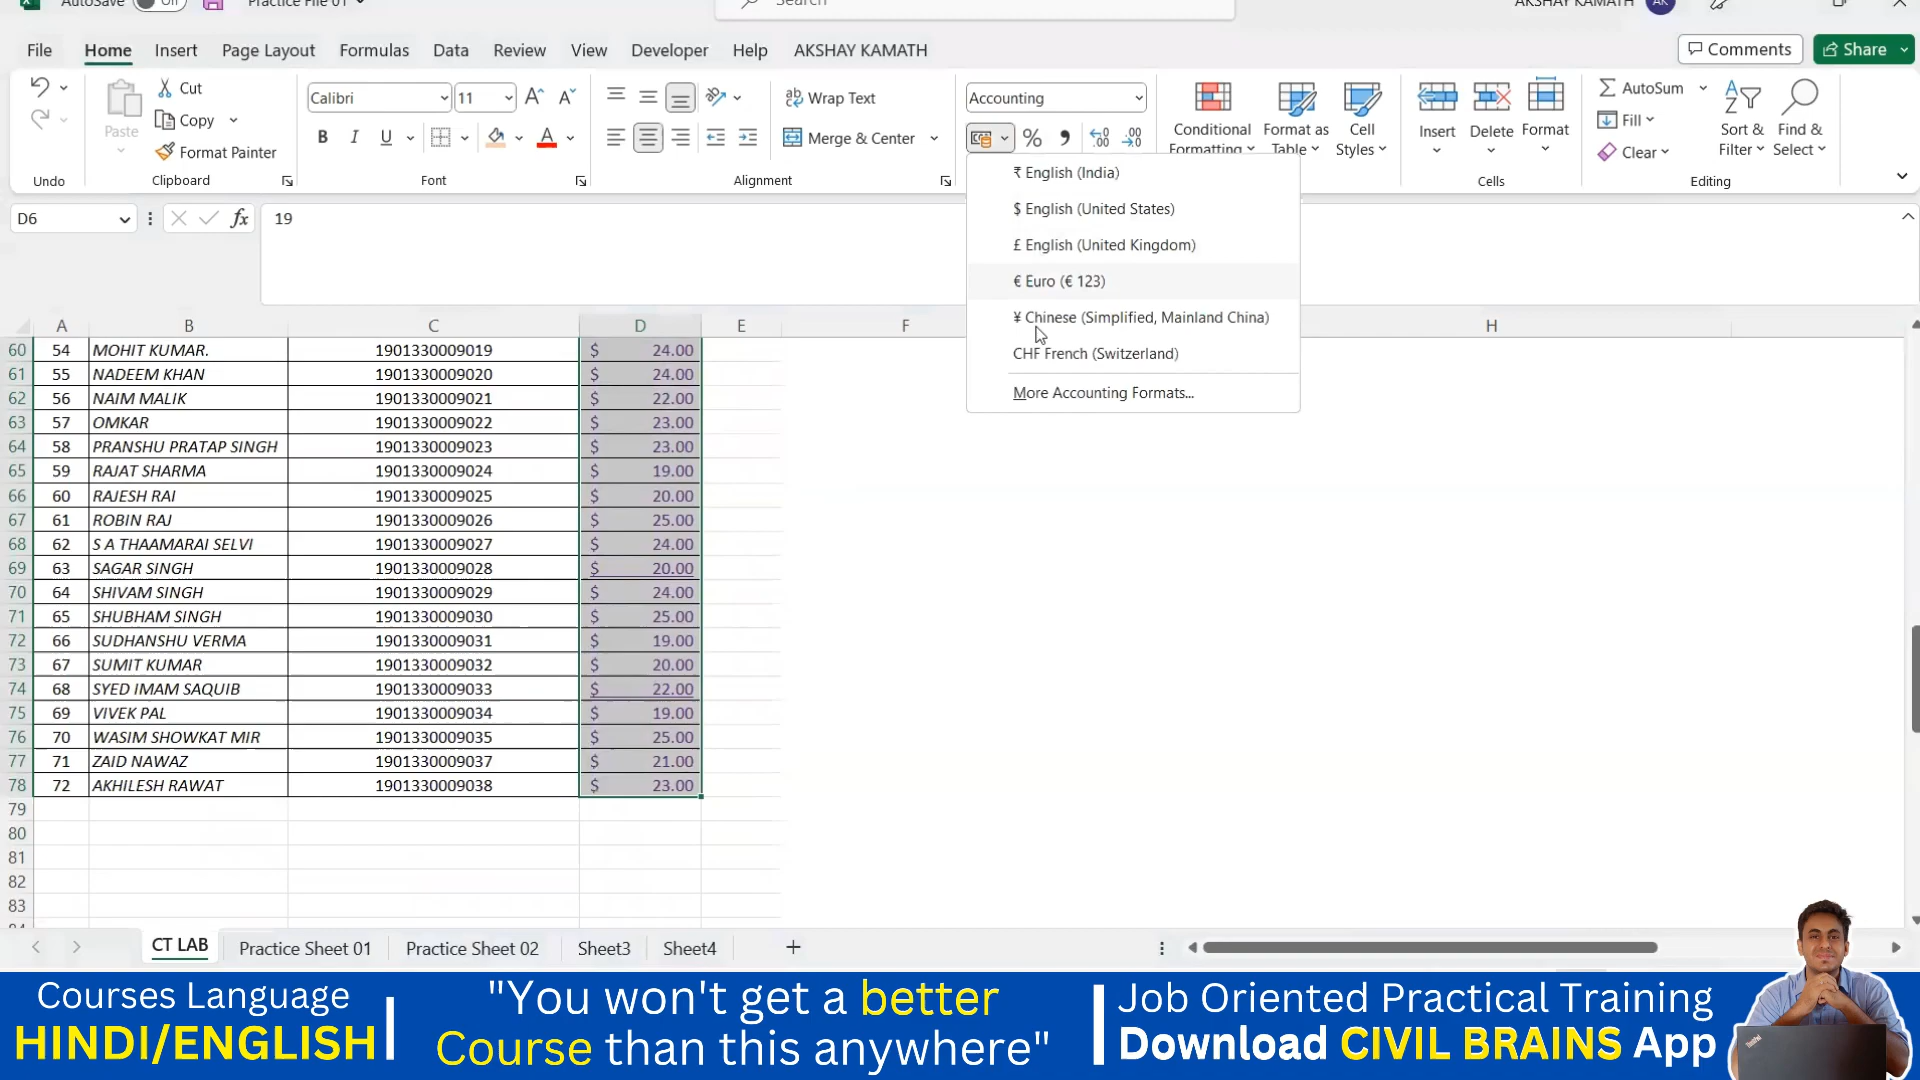 AutoSave Off Practice File 01 Search AKSHAY KAMATH AK
File Home Insert Page Layout Formulas Data Review View Developer Help AKSHAY KAMATH Comments Share
Cut Calibri 11 Wrap Text Accounting AutoSum
Paste Copy Conditional Formatting Format as Table Cell Styles Insert Delete Format Fill Sort & Filter Find & Select
Format Painter B I U Merge & Center % Clear
Undo Clipboard Font Alignment Cells Editing
₹ English (India)
$ English (United States)
£ English (United Kingdom)
€ Euro (€ 123)
¥ Chinese (Simplified, Mainland China)
CHF French (Switzerland)
More Accounting Formats...
D6 fx 19
A B C D E F H
60 54 MOHIT KUMAR. 1901330009019 $ 24.00
61 55 NADEEM KHAN 1901330009020 $ 24.00
62 56 NAIM MALIK 1901330009021 $ 22.00
63 57 OMKAR 1901330009022 $ 23.00
64 58 PRANSHU PRATAP SINGH 1901330009023 $ 23.00
65 59 RAJAT SHARMA 1901330009024 $ 19.00
66 60 RAJESH RAI 1901330009025 $ 20.00
67 61 ROBIN RAJ 1901330009026 $ 25.00
68 62 S A THAAMARAI SELVI 1901330009027 $ 24.00
69 63 SAGAR SINGH 1901330009028 $ 20.00
70 64 SHIVAM SINGH 1901330009029 $ 24.00
71 65 SHUBHAM SINGH 1901330009030 $ 25.00
72 66 SUDHANSHU VERMA 1901330009031 $ 19.00
73 67 SUMIT KUMAR 1901330009032 $ 20.00
74 68 SYED IMAM SAQUIB 1901330009033 $ 22.00
75 69 VIVEK PAL 1901330009034 $ 19.00
76 70 WASIM SHOWKAT MIR 1901330009035 $ 25.00
77 71 ZAID NAWAZ 1901330009037 $ 21.00
78 72 AKHILESH RAWAT 1901330009038 $ 23.00
79
80
81
82
83
CT LAB Practice Sheet 01 Practice Sheet 02 Sheet3 Sheet4
Courses Language
HINDI/ENGLISH
"You won't get a better
Course than this anywhere"
Job Oriented Practical Training
Download CIVIL BRAINS App